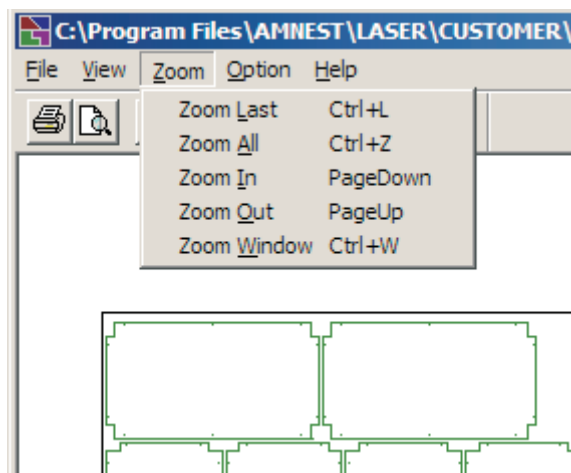 C:\Program Files\AMNEST\LASER\CUSTOMER\
File View Zoom Option Help
Zoom Last Ctrl+L
Zoom All Ctrl+Z
Zoom In PageDown
Zoom Out PageUp
Zoom Window Ctrl+W